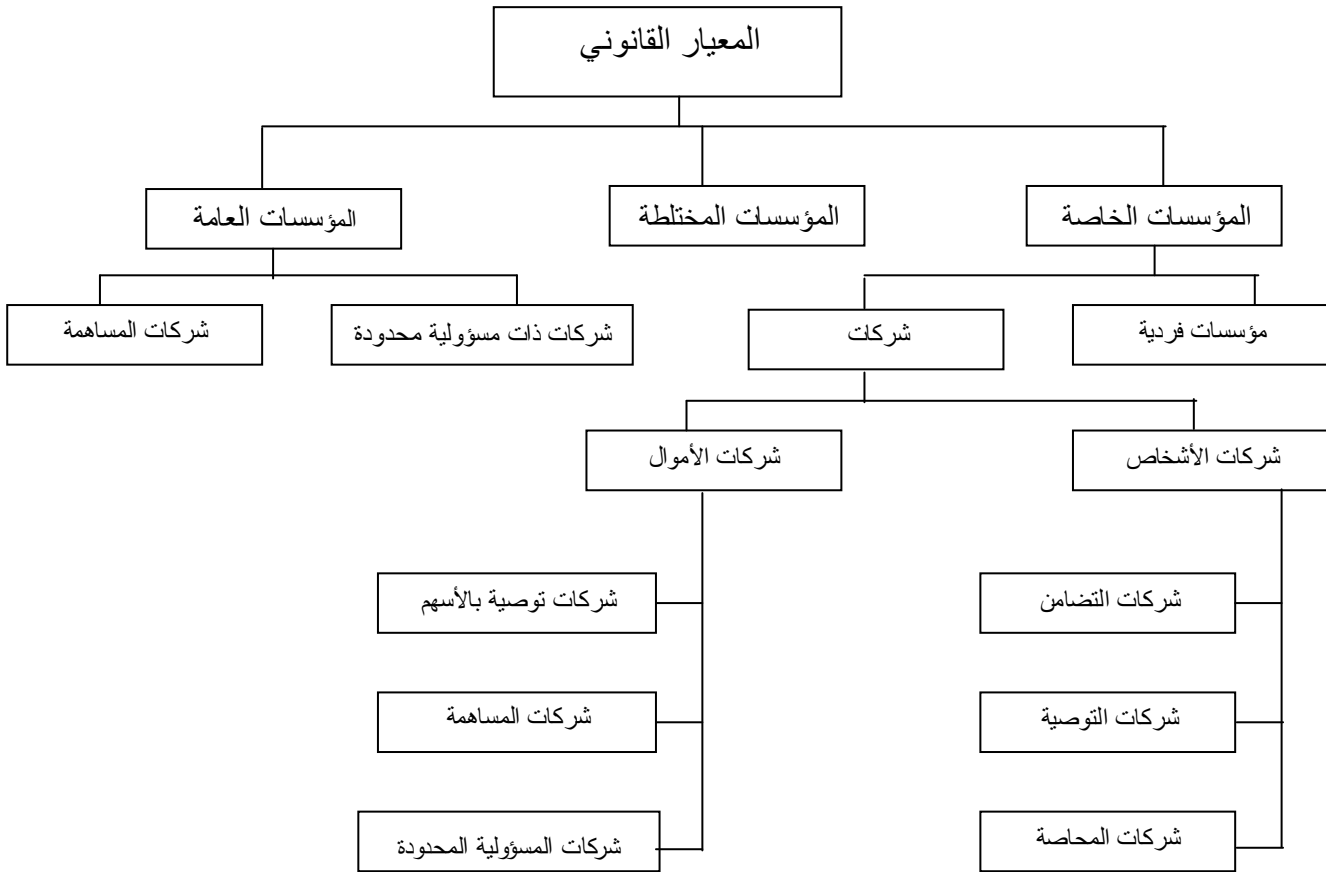 المعيار القانوني
المؤسسات الخاصة
المؤسسات المختلطة
المؤسسات العامة
مؤسسات فردية
شركات
شركات ذات مسؤولية محدودة
شركات المساهمة
شركات الأشخاص
شركات الأموال
شركات التضامن
شركات توصية بالأسهم
شركات التوصية
شركات المساهمة
شركات المحاصة
شركات المسؤولية المحدودة